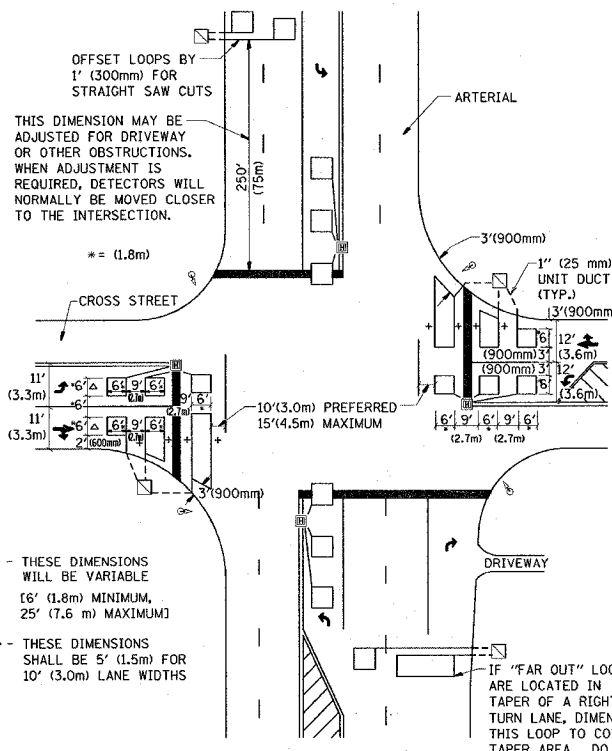 OFFSET LOOPS BY
1' (300mm) FOR
STRAIGHT SAW CUTS
THIS DIMENSION MAY BE
ADJUSTED FOR DRIVEWAY
OR OTHER OBSTRUCTIONS.
WHEN ADJUSTMENT IS
REQUIRED, DETECTORS WILL
NORMALLY BE MOVED CLOSER
TO THE INTERSECTION.
* = (1.8m)
250'
(75m)
ARTERIAL
3'(900mm)
1" (25 mm)
UNIT DUCT
(TYP.)
3'(900mm
CROSS STREET
H
H
11'
(3.3m)
*6'
6' 9' 6'
* (2.7m) *
9' 6'
(2.7m) *
11'
(3.3m)
*6'
6' 9' 6'
* (2.7m) *
2' (600mm)
3'(900mm)
10'(3.0m) PREFERRED
15'(4.5m) MAXIMUM
(900mm) 3'
(900mm) 3'
*6'
*6'
12'
(3.6m)
12'
(3.6m)
H
6' 9' 6' 9' 6'
* (2.7m) * (2.7m) *
H
DRIVEWAY
- THESE DIMENSIONS
WILL BE VARIABLE
[6' (1.8m) MINIMUM,
25' (7.6 m) MAXIMUM]
- THESE DIMENSIONS
SHALL BE 5' (1.5m) FOR
10' (3.0m) LANE WIDTHS
IF "FAR OUT" LOO
ARE LOCATED IN
TAPER OF A RIGHT
TURN LANE, DIMEN
THIS LOOP TO CO
TAPER AREA. DO